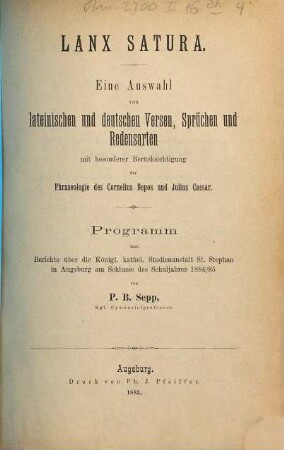 LANX SATURA.
Eine Auswahl
von
lateinischen und deutschen Versen, Sprüchen und
Redensarten
mit besonderer Berücksichtigung
der
Phraseologie des Cornelius Nepos und Julius Caesar.
Programm
zum
Berichte über die Königl. kathol. Studienanstalt St. Stephan
in Augsburg am Schlusse des Schuljahres 1884/85
von
P. B. Sepp,
Kgl. Gymnasialprofessor.
Augsburg.
Druck von Ph. J. Pfeiffer.
1885.